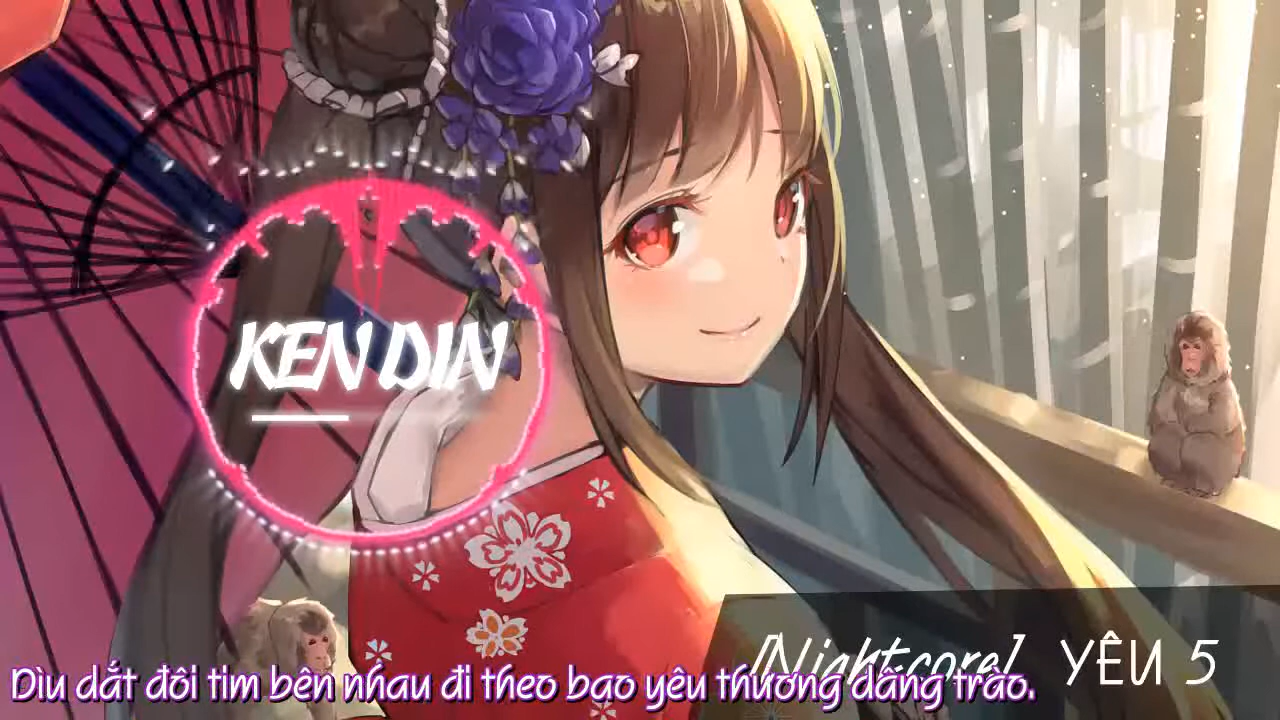 KEN DIN
[Nightcore] YÊU 5
Dìu dắt đôi tim bên nhau đi theo bao yêu thương dâng trào.